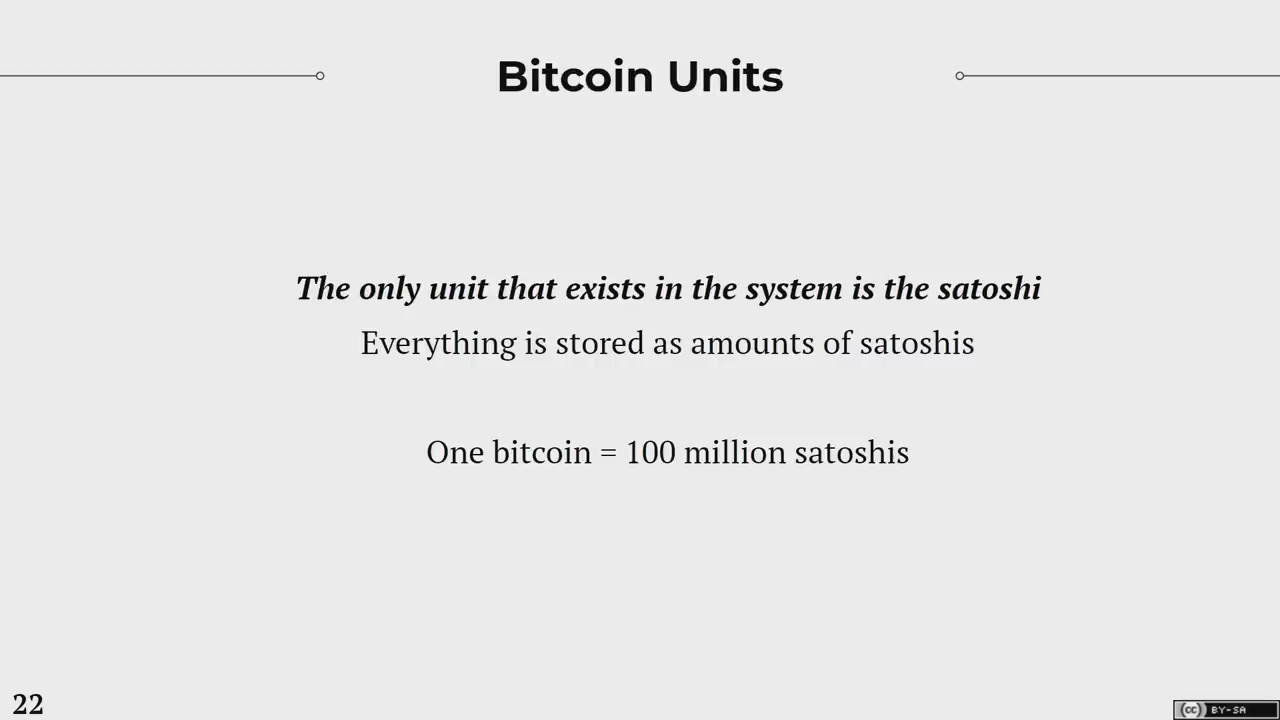 Bitcoin Units
The only unit that exists in the system is the satoshi
Everything is stored as amounts of satoshis
One bitcoin = 100 million satoshis
22
cc BY-SA